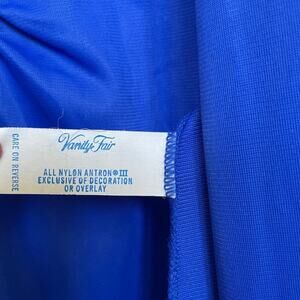 Vanity Fair
ALL NYLON ANTRON® III
EXCLUSIVE OF DECORATION
OR OVERLAY
CARE ON REVERSE